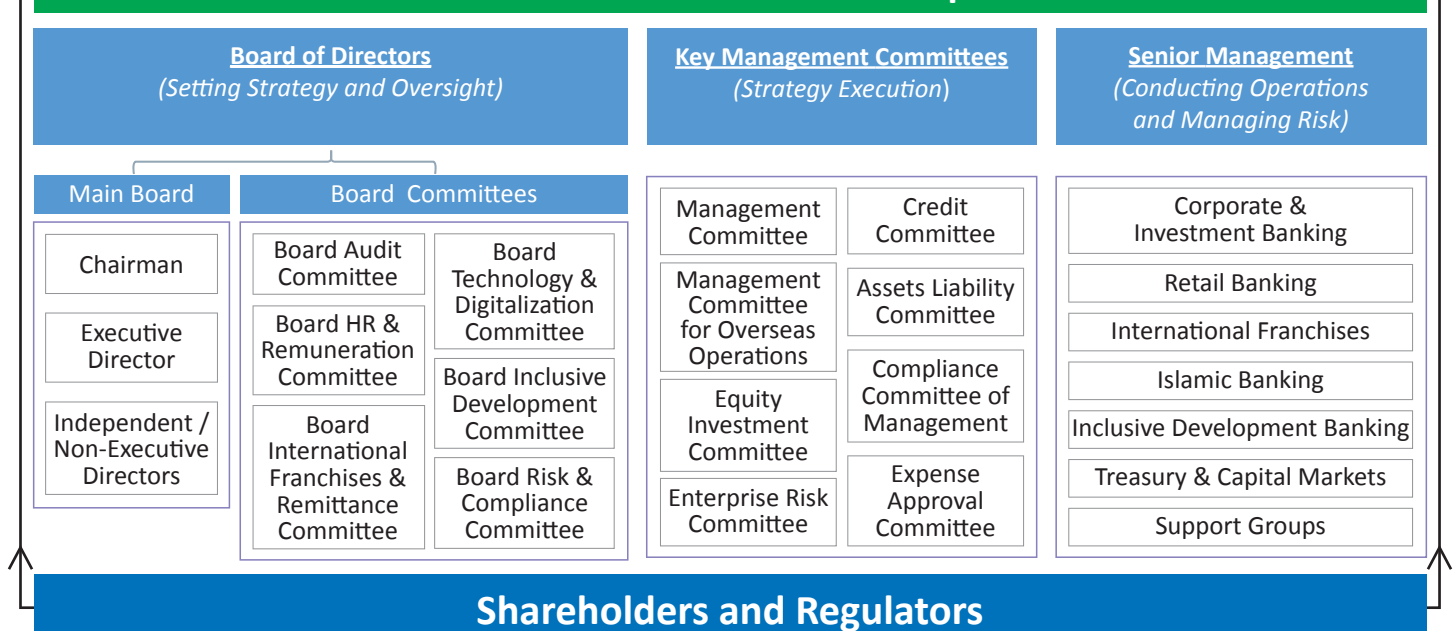 Board of Directors
(Setting Strategy and Oversight)
Key Management Committees
(Strategy Execution)
Senior Management
(Conducting Operations
and Managing Risk)
Main Board
Board Committees
Chairman
Executive
Director
Independent /
Non-Executive
Directors
Board Audit
Committee
Board HR &
Remuneration
Committee
Board
International
Franchises &
Remittance
Committee
Board
Technology &
Digitalization
Committee
Board Inclusive
Development
Committee
Board Risk &
Compliance
Committee
Management
Committee
Management
Committee
for Overseas
Operations
Equity
Investment
Committee
Enterprise Risk
Committee
Credit
Committee
Assets Liability
Committee
Compliance
Committee of
Management
Expense
Approval
Committee
Corporate &
Investment Banking
Retail Banking
International Franchises
Islamic Banking
Inclusive Development Banking
Treasury & Capital Markets
Support Groups
Shareholders and Regulators